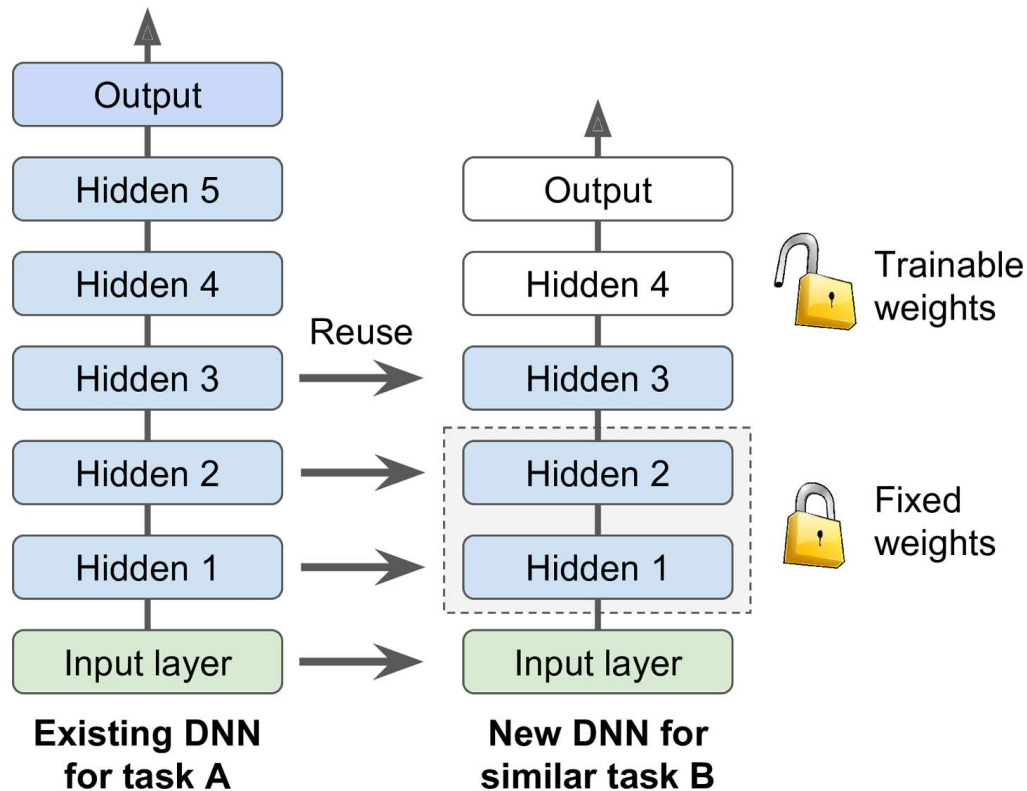 Output
Hidden 5
Hidden 4
Hidden 3
Hidden 2
Hidden 1
Input layer
Existing DNN
for task A
Reuse
Output
Hidden 4
Hidden 3
Hidden 2
Hidden 1
Input layer
New DNN for
similar task B
Trainable
weights
Fixed
weights